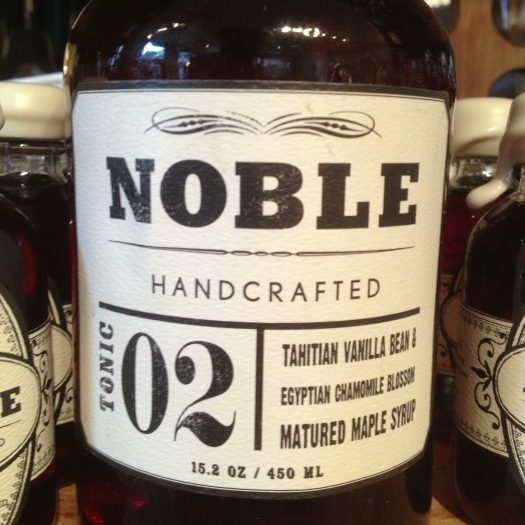 NOBLE
HANDCRAFTED
TONIC
02
TAHITIAN VANILLA BEAN &
EGYPTIAN CHAMOMILE BLOSSOM
MATURED MAPLE SYRUP
15.2 OZ / 450 ML